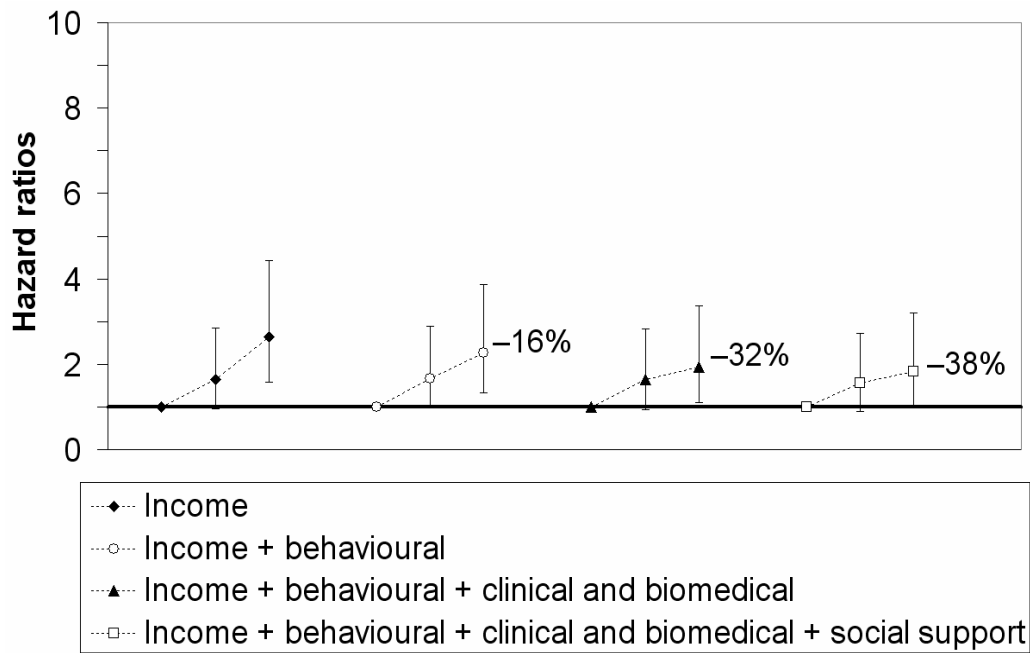 10
8
6
4
2
0
Hazard ratios
–16%
–32%
–38%
Income
Income + behavioural
Income + behavioural + clinical and biomedical
Income + behavioural + clinical and biomedical + social support